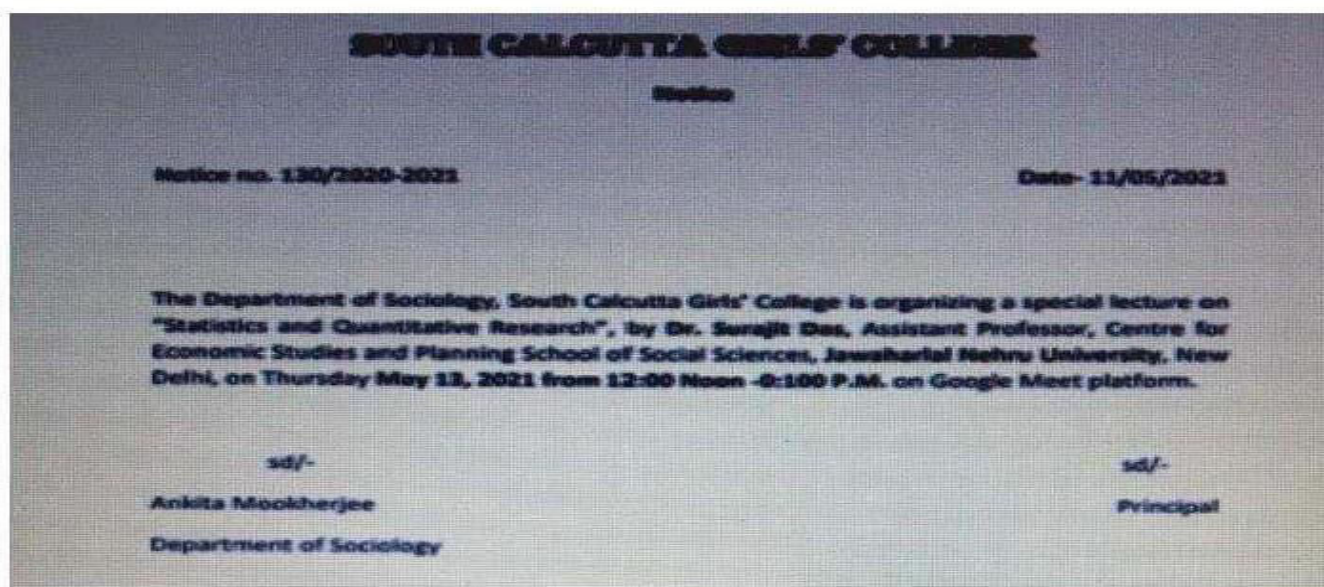 SOUTH CALCUTTA GIRLS' COLLEGE
Notice
Notice no. 130/2020-2021 Date- 11/05/2021
The Department of Sociology, South Calcutta Girls' College is organizing a special lecture on
"Statistics and Quantitative Research", by Dr. Surajit Das, Assistant Professor, Centre for
Economic Studies and Planning School of Social Sciences, Jawaharlal Nehru University, New
Delhi, on Thursday May 13, 2021 from 12:00 Noon -0:100 P.M. on Google Meet platform.
sd/- sd/-
Ankita Mookherjee Principal
Department of Sociology